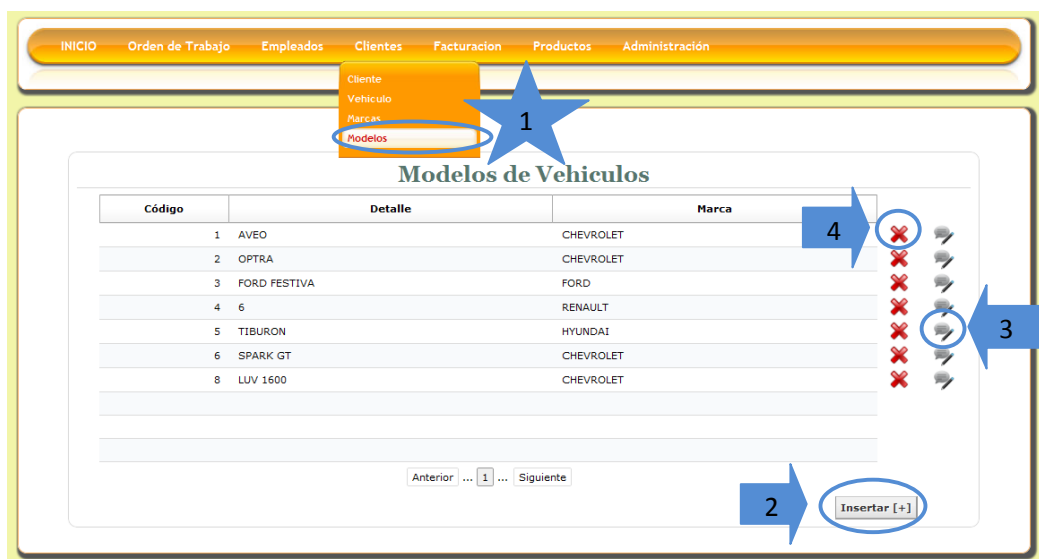 INICIO Orden de Trabajo Empleados Clientes Facturacion Productos Administración
Cliente
Vehiculo
Marcas
Modelos
1
Modelos de Vehiculos
Código Detalle Marca
1 AVEO CHEVROLET
4
2 OPTRA CHEVROLET
3 FORD FESTIVA FORD
4 6 RENAULT
5 TIBURON HYUNDAI
3
6 SPARK GT CHEVROLET
8 LUV 1600 CHEVROLET
Anterior ... 1 ... Siguiente
2
Insertar [+]